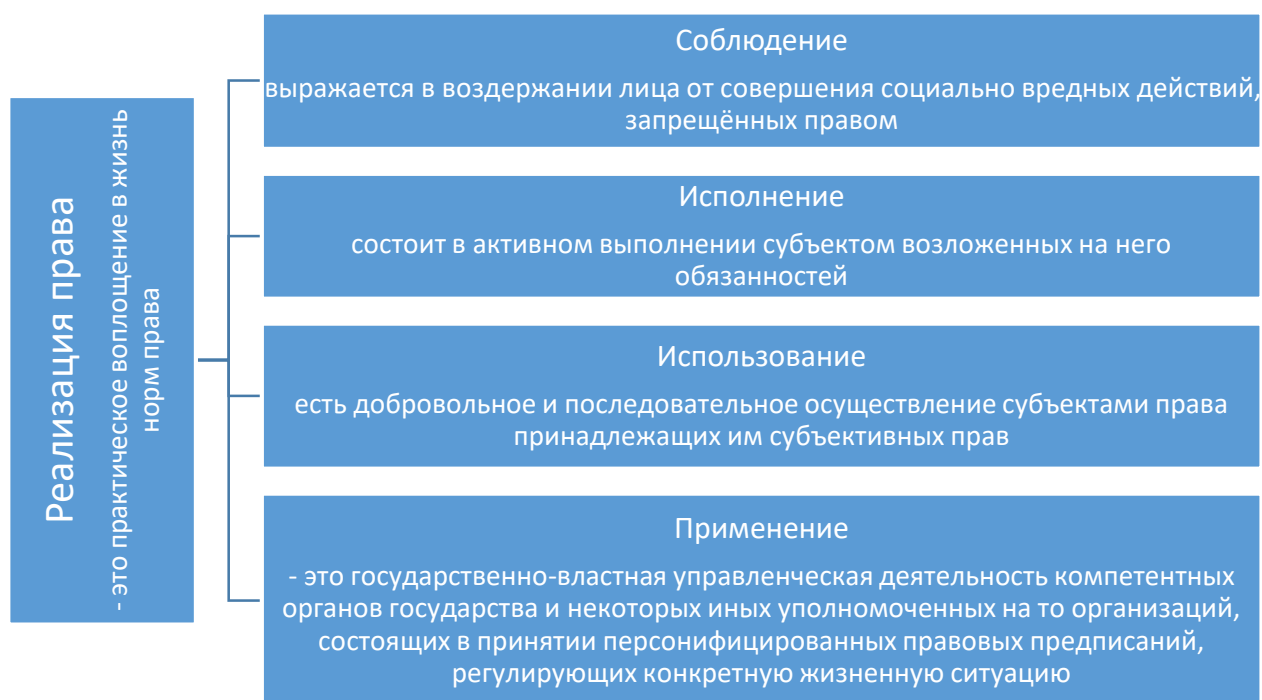 Реализация права
- это практическое воплощение в жизнь
норм права
Соблюдение
выражается в воздержании лица от совершения социально вредных действий,
запрещённых правом
Исполнение
состоит в активном выполнении субъектом возложенных на него
обязанностей
Использование
есть добровольное и последовательное осуществление субъектами права
принадлежащих им субъективных прав
Применение
- это государственно-властная управленческая деятельность компетентных
органов государства и некоторых иных уполномоченных на то организаций,
состоящих в принятии персонифицированных правовых предписаний,
регулирующих конкретную жизненную ситуацию